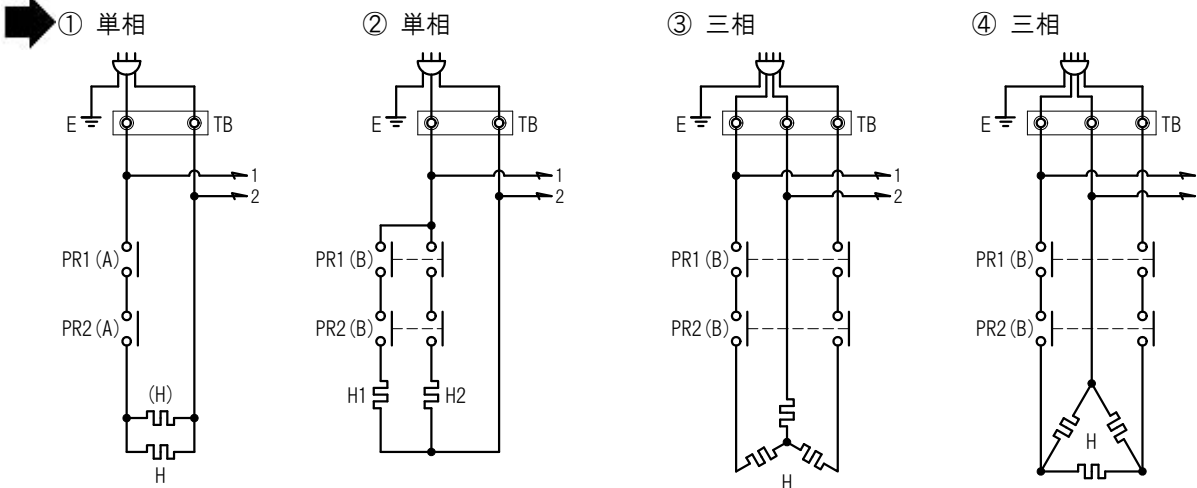 ① 単相
E
TB
1
2
PR1(A)
PR2(A)
(H)
H
② 単相
E
TB
1
2
PR1(B)
PR2(B)
H1
H2
③ 三相
E
TB
1
2
PR1(B)
PR2(B)
H
④ 三相
E
TB
PR1(B)
PR2(B)
H